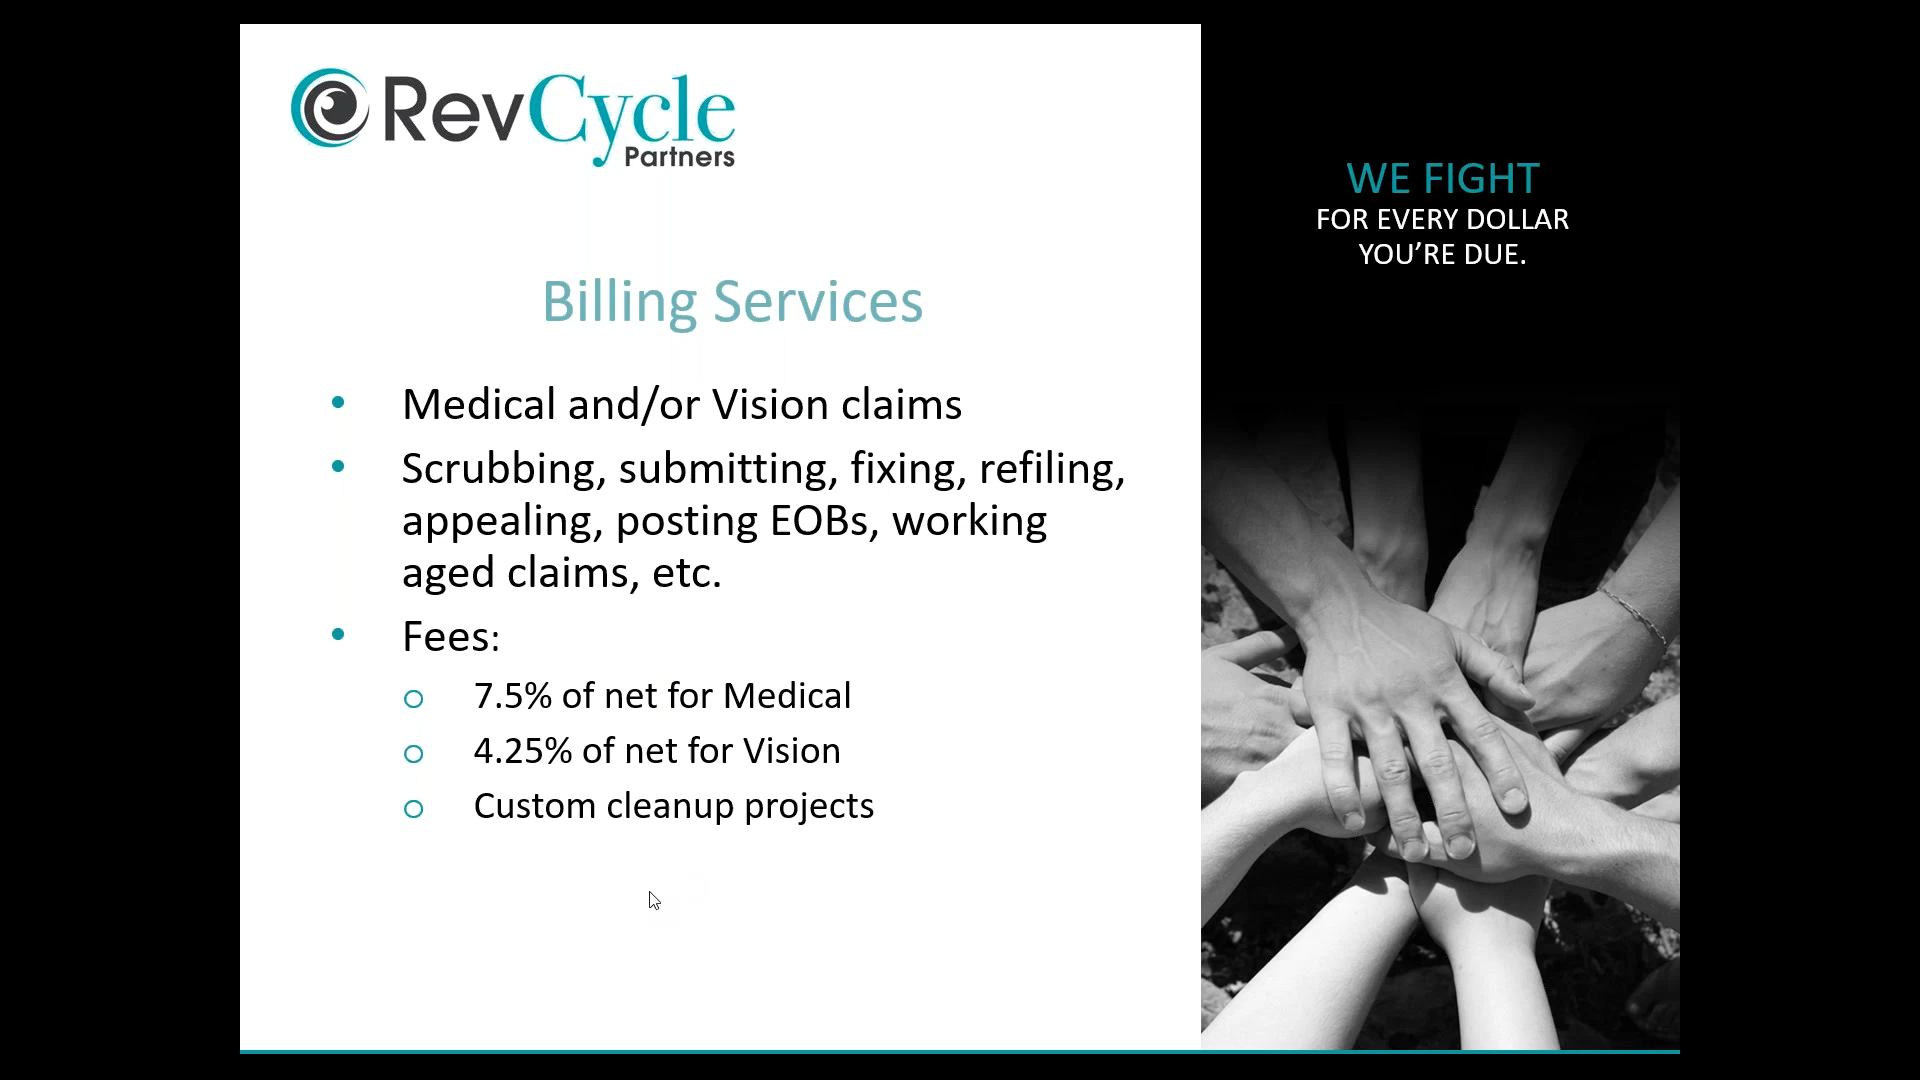 RevCycle
Partners
Billing Services
• Medical and/or Vision claims
• Scrubbing, submitting, fixing, refiling,
appealing, posting EOBs, working
aged claims, etc.
• Fees:
o 7.5% of net for Medical
o 4.25% of net for Vision
o Custom cleanup projects
WE FIGHT
FOR EVERY DOLLAR
YOU’RE DUE.